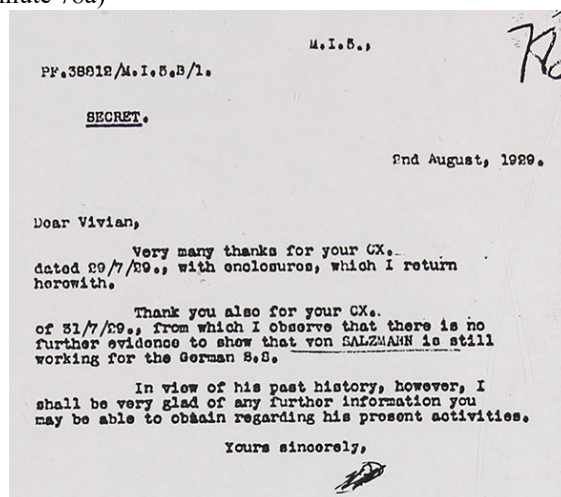 M.I.5.,
PF.38812/M.I.5.B/1.
SECRET.
2nd August, 1929.
Dear Vivian,
Very many thanks for your CX.
dated 29/7/29., with enclosures, which I return
herewith.
Thank you also for your CX..
of 31/7/29., from which I observe that there is no
further evidence to show that von SALZMANN is still
working for the German S.S.
In view of his past history, however, I
shall be very glad of any further information you
may be able to obtain regarding his present activities.
Yours sincerely,